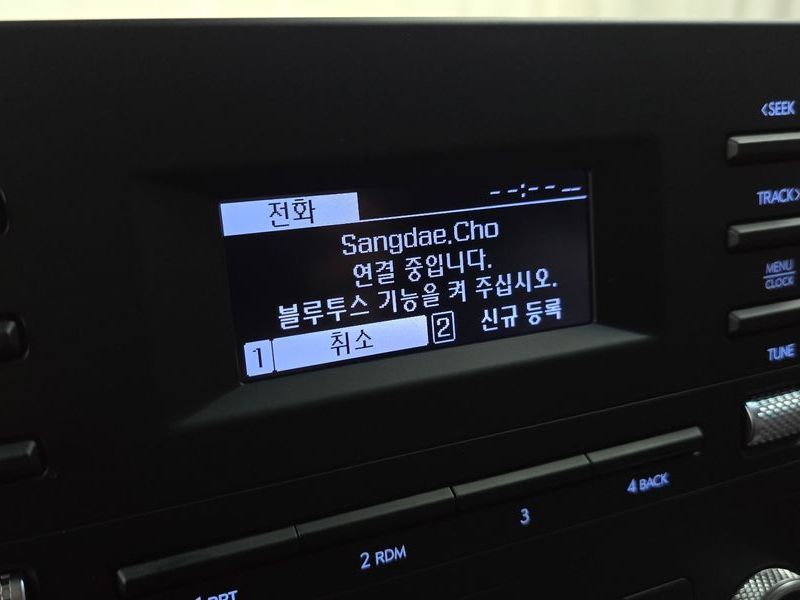 <SEEK
전화
--:--
Sangdae.Cho
TRACK>
연결 중입니다.
블루투스 기능을 켜 주십시오.
MENU
CLOCK
1 취소 2 신규 등록
TUNE
4 BACK
3
2 RDM
1 RPT